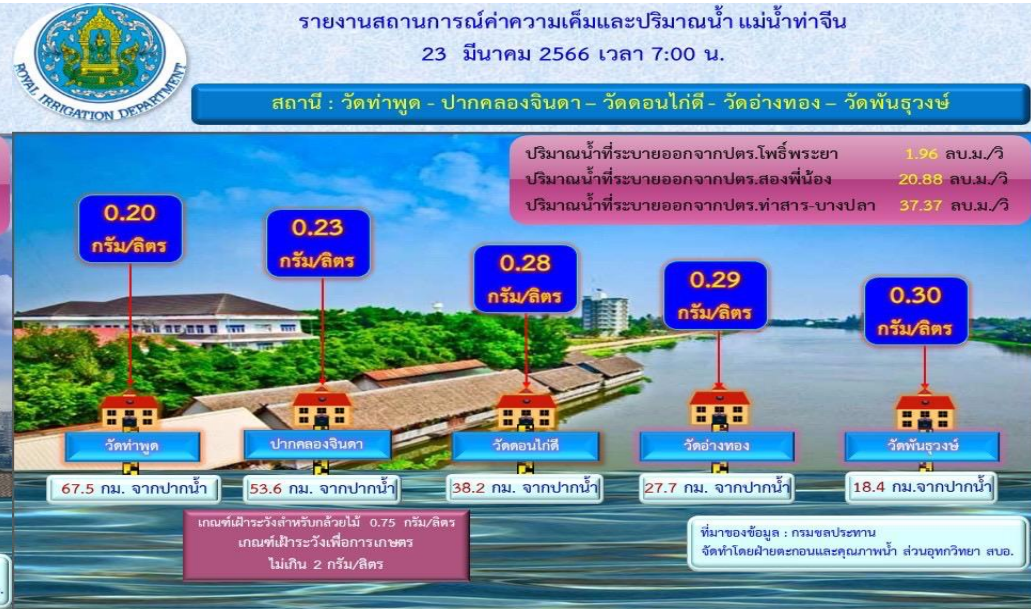 รายงานสถานการณ์ค่าความเค็มและปริมาณน้ำ แม่น้ำท่าจีน
23 มีนาคม 2566 เวลา 7:00 น.
ROYAL IRRIGATION DEPARTMENT
สถานี : วัดท่าพูด - ปากคลองจินดา – วัดดอนไก่ดี - วัดอ่างทอง – วัดพันธุวงษ์
ปริมาณน้ำที่ระบายออกจากปตร.โพธิ์พระยา 1.96 ลบ.ม./วิ
ปริมาณน้ำที่ระบายออกจากปตร.สองพี่น้อง 20.88 ลบ.ม./วิ
ปริมาณน้ำที่ระบายออกจากปตร.ท่าสาร-บางปลา 37.37 ลบ.ม./วิ
0.20
กรัม/ลิตร
0.23
กรัม/ลิตร
0.28
กรัม/ลิตร
0.29
กรัม/ลิตร
0.30
กรัม/ลิตร
วัดท่าพูด
ปากคลองจินดา
วัดดอนไก่ดี
วัดอ่างทอง
วัดพันธุวงษ์
67.5 กม. จากปากน้ำ
53.6 กม. จากปากน้ำ
38.2 กม. จากปากน้ำ
27.7 กม. จากปากน้ำ
18.4 กม.จากปากน้ำ
เกณฑ์เฝ้าระวังสำหรับกล้วยไม้ 0.75 กรัม/ลิตร
เกณฑ์เฝ้าระวังเพื่อการเกษตร
ไม่เกิน 2 กรัม/ลิตร
ที่มาของข้อมูล : กรมชลประทาน
จัดทำโดยฝ่ายตะกอนและคุณภาพน้ำ ส่วนอุทกวิทยา สบอ.